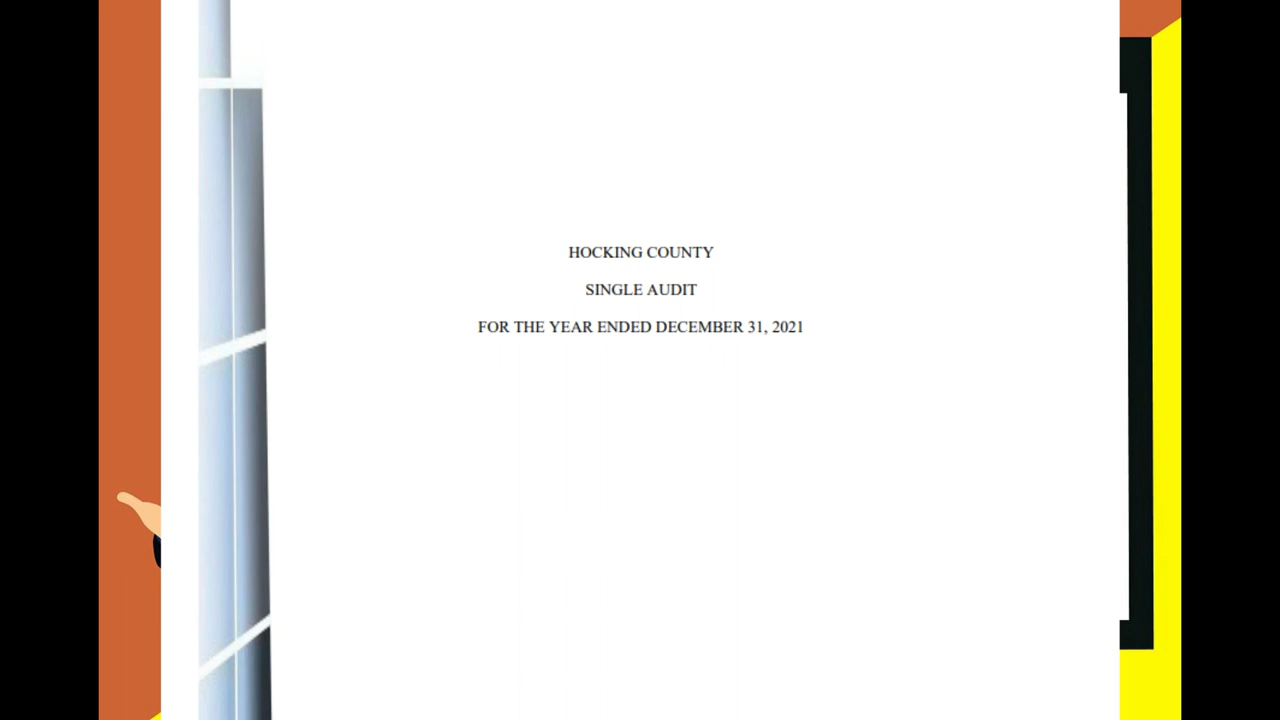 HOCKING COUNTY
SINGLE AUDIT
FOR THE YEAR ENDED DECEMBER 31, 2021